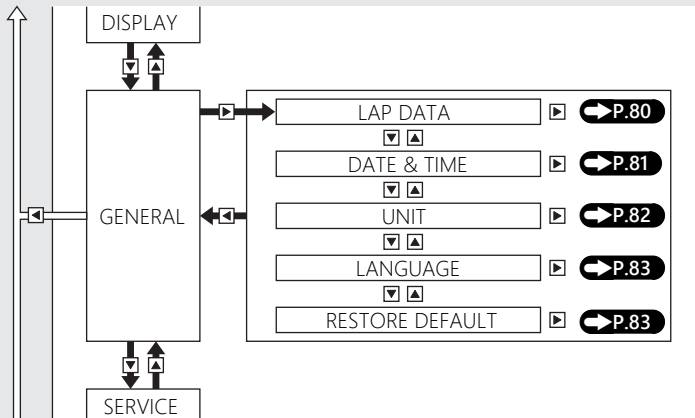 DISPLAY
LAP DATA P.80
DATE & TIME P.81
GENERAL
UNIT P.82
LANGUAGE P.83
RESTORE DEFAULT P.83
SERVICE